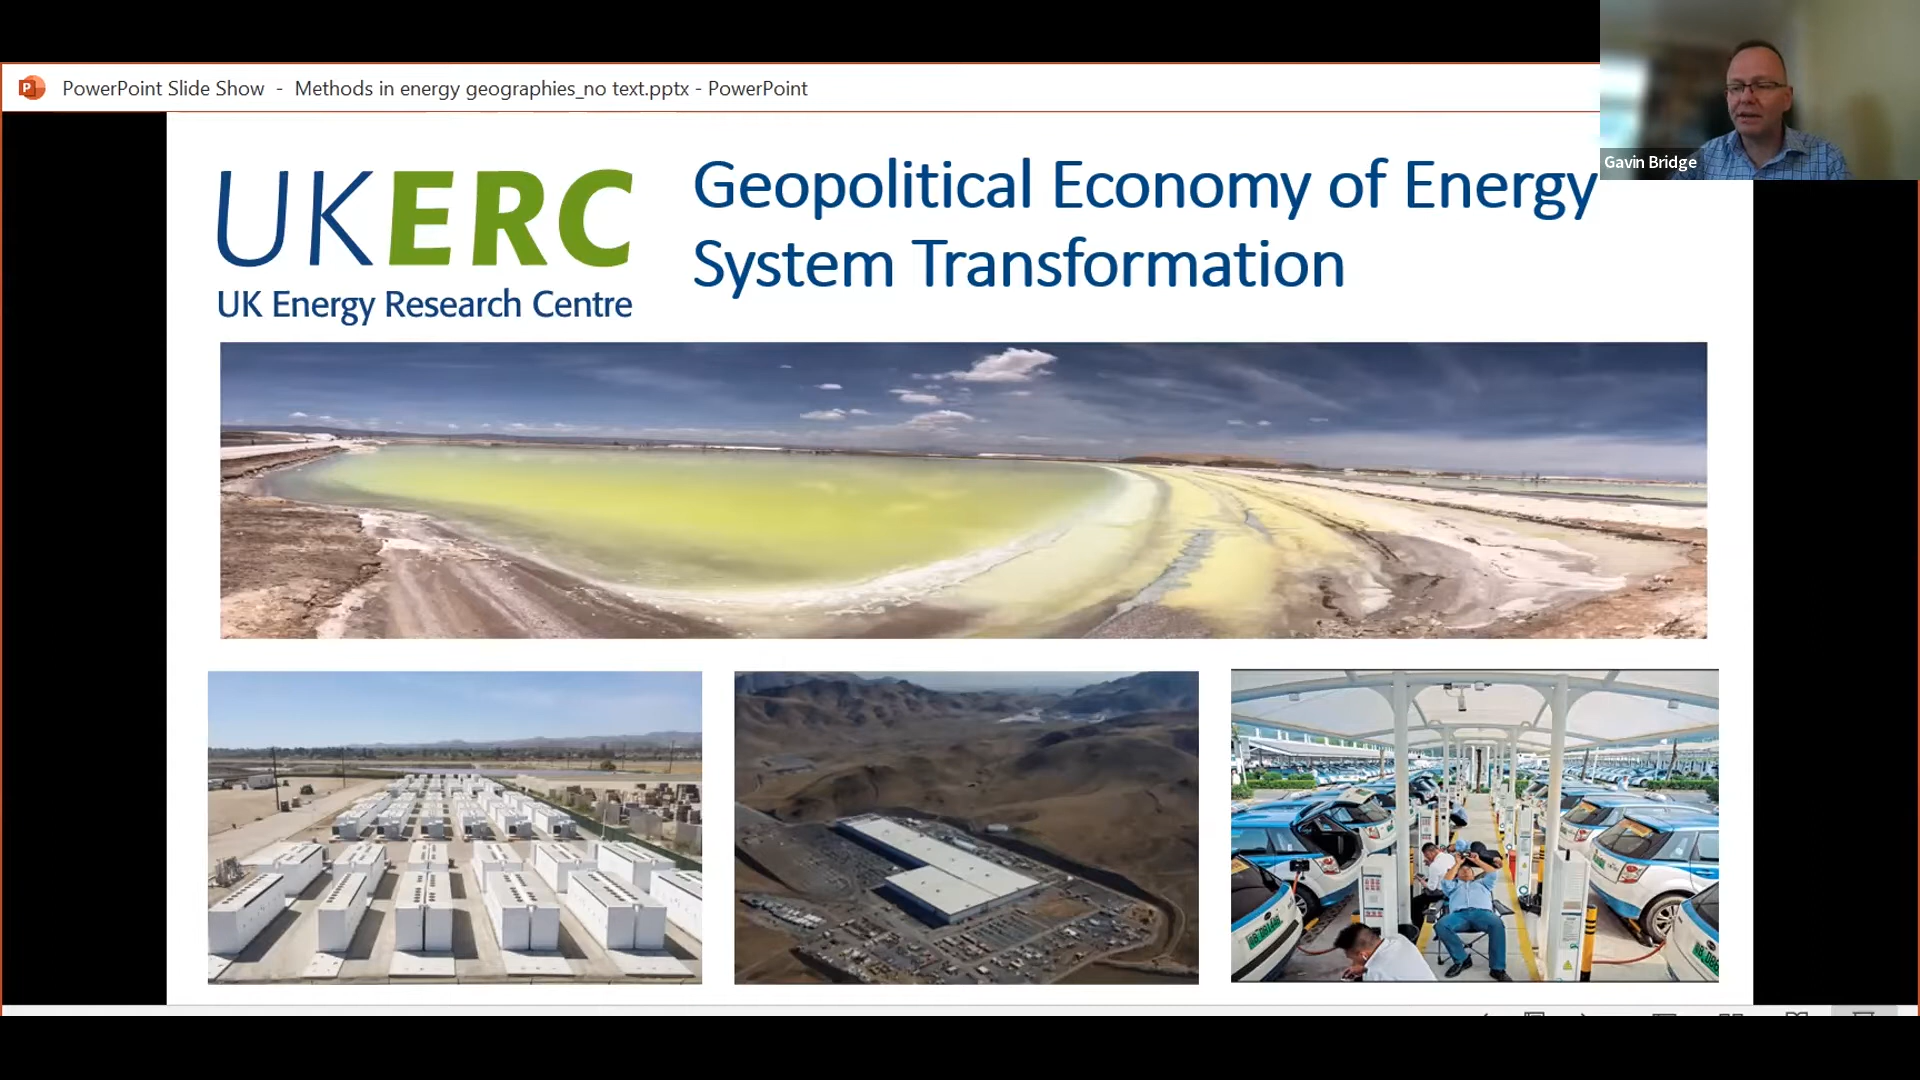 PowerPoint Slide Show - Methods in energy geographies_no text.pptx - PowerPoint
Gavin Bridge
UKERC
UK Energy Research Centre
Geopolitical Economy of Energy
System Transformation